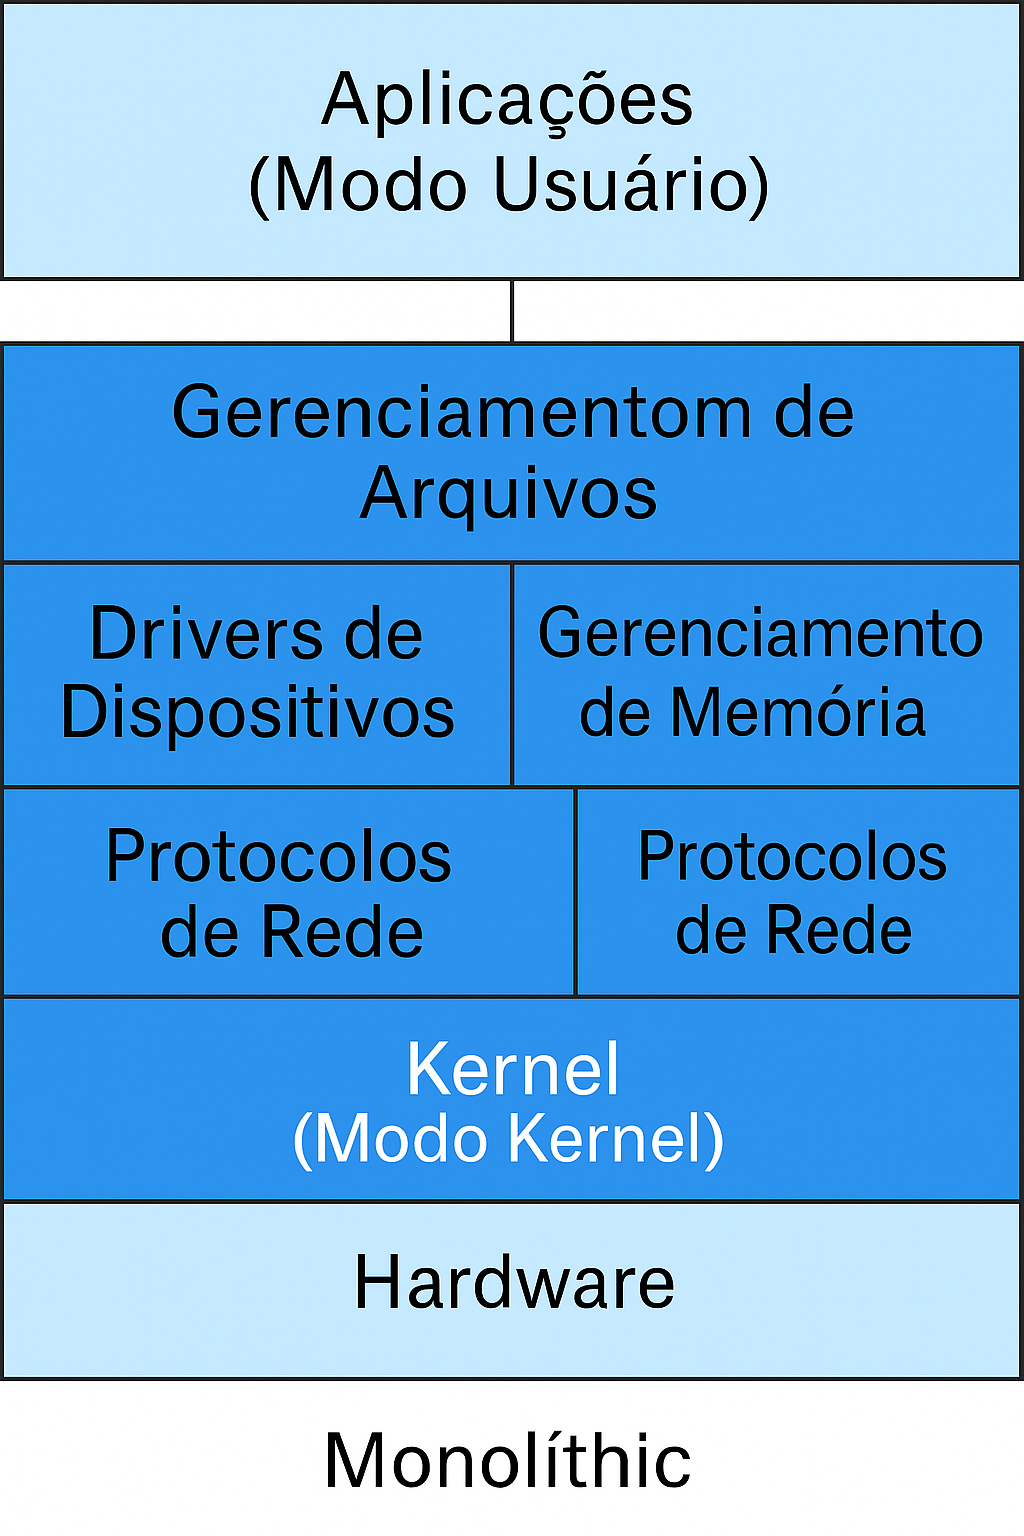 Aplicações
(Modo Usuário)
Gerenciamentom de
Arquivos
Drivers de
Dispositivos
Gerenciamento
de Memória
Protocolos
de Rede
Protocolos
de Rede
Kernel
(Modo Kernel)
Hardware
Monolíthic